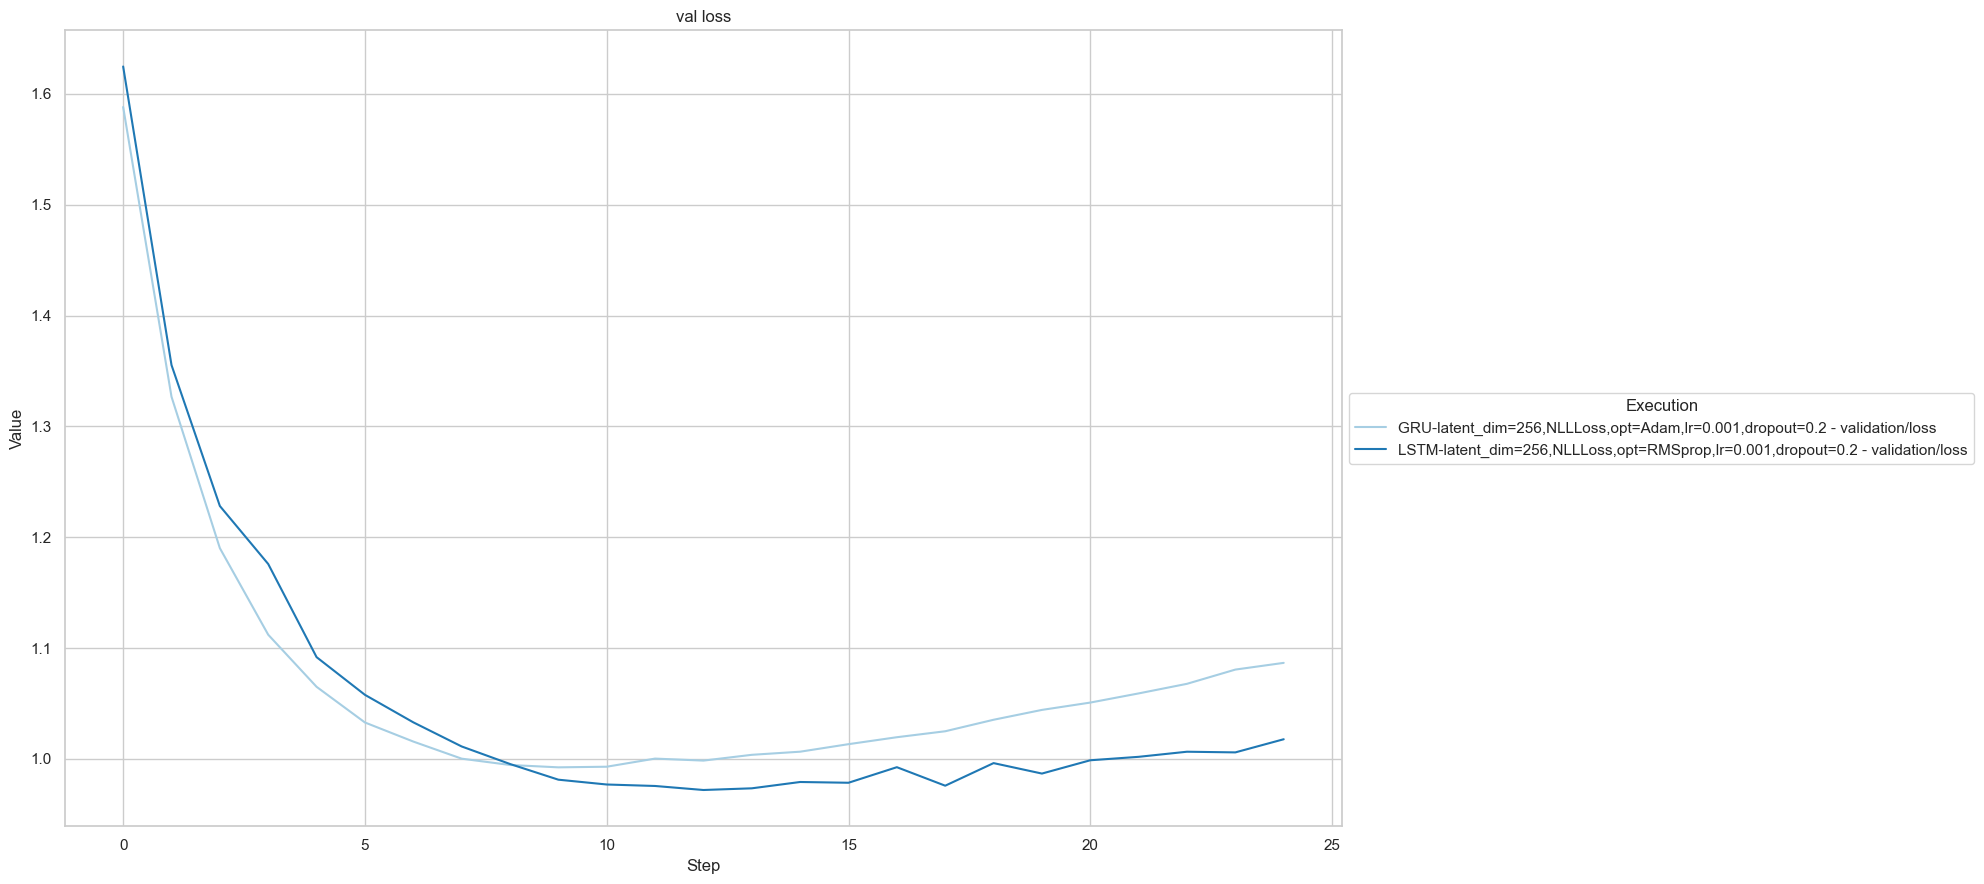 val loss
Value
1.6
1.5
1.4
1.3
1.2
1.1
1.0
0
5
10
15
20
25
Step
Execution
GRU-latent_dim=256,NLLLoss,opt=Adam,lr=0.001,dropout=0.2 - validation/loss
LSTM-latent_dim=256,NLLLoss,opt=RMSprop,lr=0.001,dropout=0.2 - validation/loss